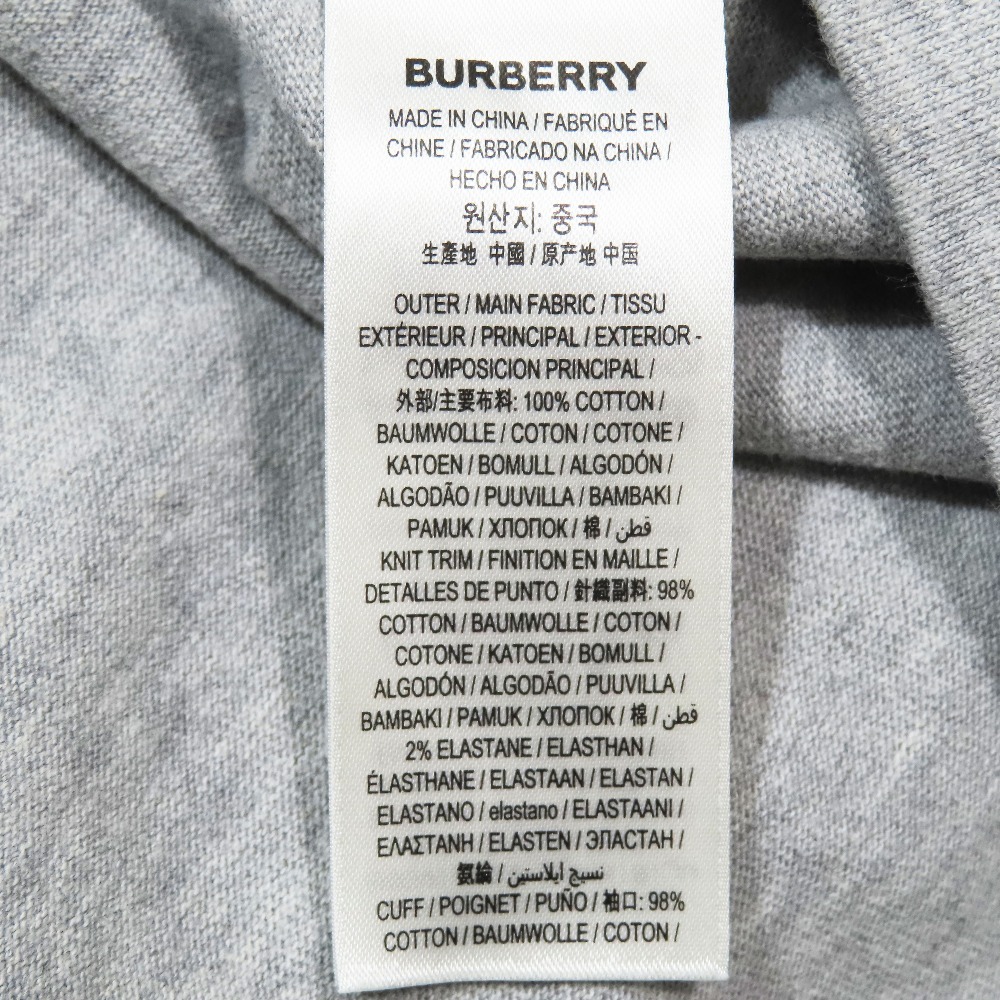 BURBERRY
MADE IN CHINA / FABRIQUÉ EN
CHINE / FABRICADO NA CHINA /
HECHO EN CHINA
원산지: 중국
生產地 中國 / 原产地 中国
OUTER / MAIN FABRIC / TISSU
EXTÉRIEUR / PRINCIPAL / EXTERIOR -
COMPOSICION PRINCIPAL /
外部/主要布料: 100% COTTON /
BAUMWOLLE / COTON / COTONE /
KATOEN / BOMULL / ALGODÓN /
ALGODÃO / PUUVILLA / BAMBAKI /
PAMUK / ХЛОПОК / 棉 / قطن
KNIT TRIM / FINITION EN MAILLE /
DETALLES DE PUNTO / 針織副料: 98%
COTTON / BAUMWOLLE / COTON /
COTONE / KATOEN / BOMULL /
ALGODÓN / ALGODÃO / PUUVILLA /
BAMBAKI / PAMUK / ХЛОПОК / 棉 / قطن
2% ELASTANE / ELASTHAN /
ÉLASTHANE / ELASTAAN / ELASTAN /
ELASTANO / elastano / ELASTAANI /
ΕΛΑΣΤΑΝΗ / ELASTEN / ЭЛАСТАН /
氨綸 / نسيج ايلاستين
CUFF / POIGNET / PUÑO / 袖口: 98%
COTTON / BAUMWOLLE / COTON /